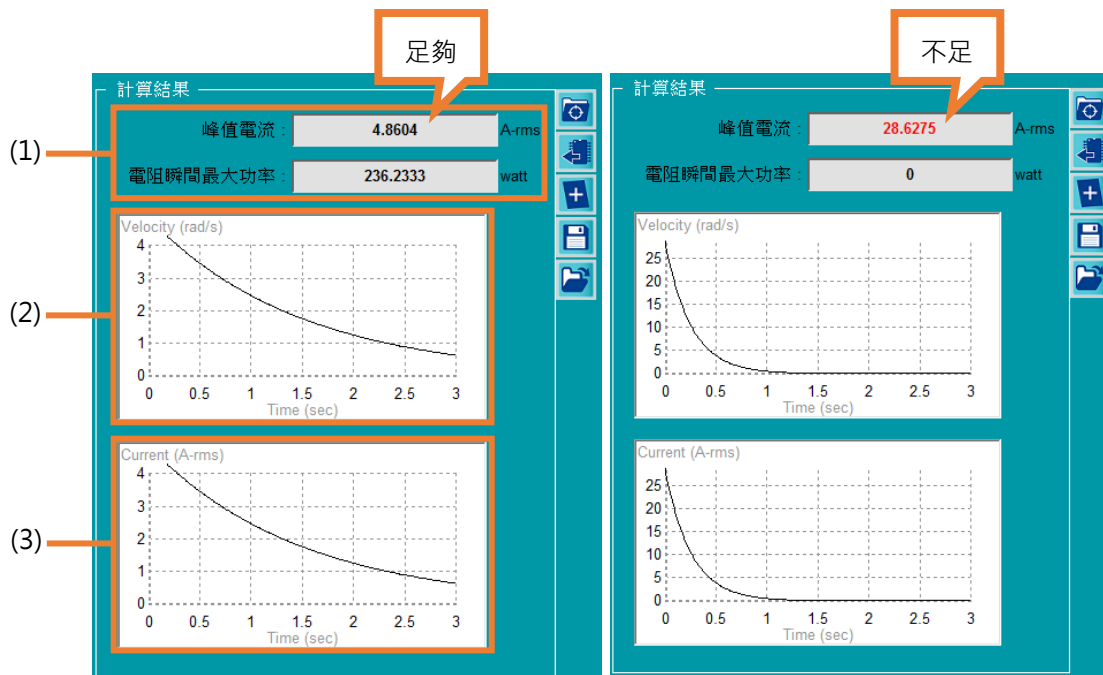 足夠
計算結果
(1)
峰值電流 : 4.8604 A-rms
電阻瞬間最大功率 : 236.2333 watt
(2)
Velocity (rad/s)
4
3
2
1
0
0 0.5 1 1.5 2 2.5 3
Time (sec)
(3)
Current (A-rms)
4
3
2
1
0
0 0.5 1 1.5 2 2.5 3
Time (sec)
不足
計算結果
峰值電流 : 28.6275 A-rms
電阻瞬間最大功率 : 0 watt
Velocity (rad/s)
25
20
15
10
5
0
0 0.5 1 1.5 2 2.5 3
Time (sec)
Current (A-rms)
25
20
15
10
5
0
0 0.5 1 1.5 2 2.5 3
Time (sec)